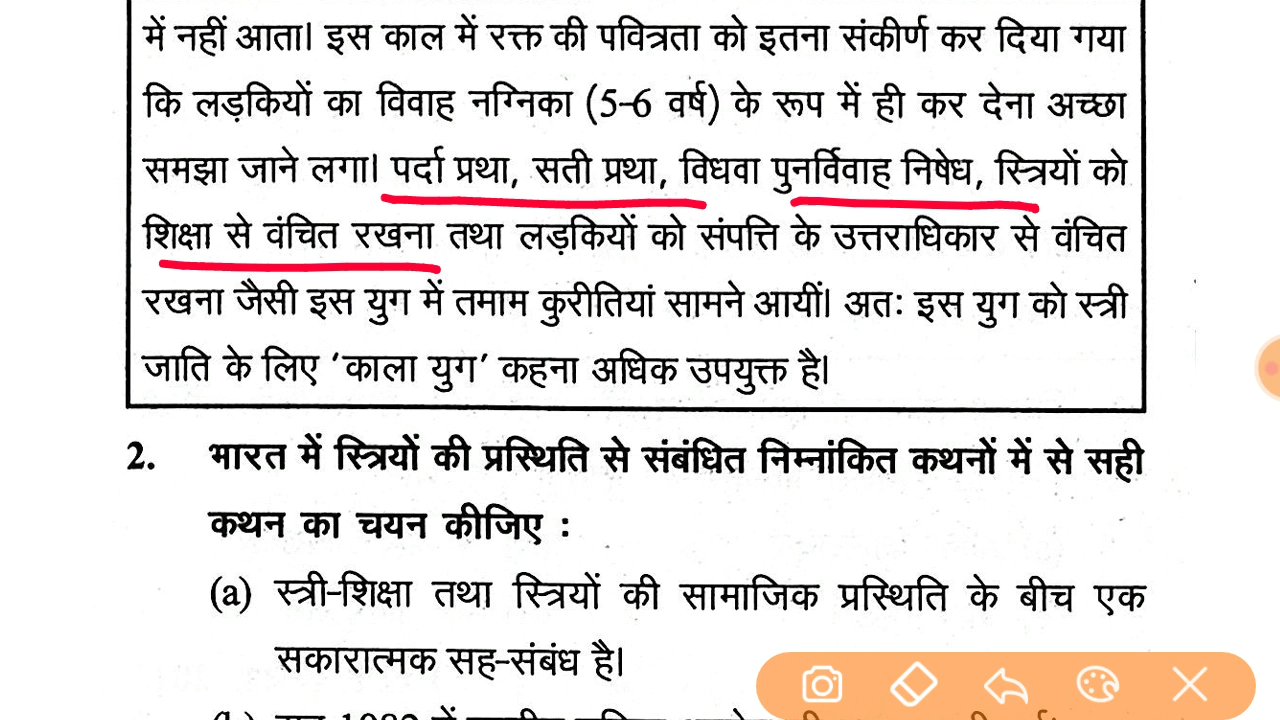 में नहीं आता। इस काल में रक्त की पवित्रता को इतना संकीर्ण कर दिया गया
कि लड़कियों का विवाह नग्निका (5-6 वर्ष) के रूप में ही कर देना अच्छा
समझा जाने लगा। पर्दा प्रथा, सती प्रथा, विधवा पुनर्विवाह निषेध, स्त्रियों को
शिक्षा से वंचित रखना तथा लड़कियों को संपत्ति के उत्तराधिकार से वंचित
रखना जैसी इस युग में तमाम कुरीतियां सामने आयीं। अतः इस युग को स्त्री
जाति के लिए 'काला युग' कहना अधिक उपयुक्त है।
2. भारत में स्त्रियों की प्रस्थिति से संबंधित निम्नांकित कथनों में से सही
कथन का चयन कीजिए :
(a) स्त्री-शिक्षा तथा स्त्रियों की सामाजिक प्रस्थिति के बीच एक
सकारात्मक सह-संबंध है।